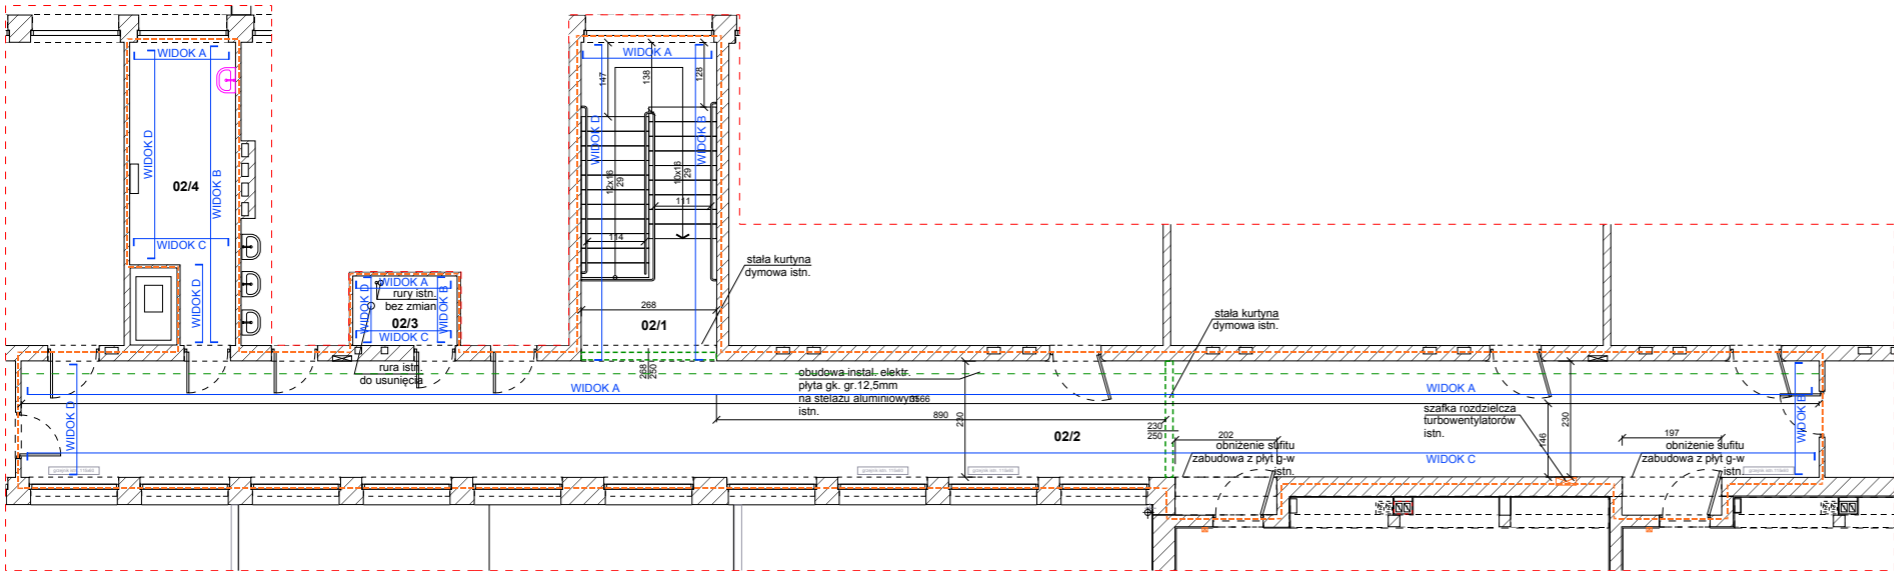 WIDOK A
WIDOK D
WIDOK B
02/4
WIDOK C
WIDOK D
WIDOK A
WIDOK D
WIDOK B
rury istn.
bez zmian
02/3
WIDOK C
rura istn.
do usunięcia
WIDOK A
147
138
128
WIDOK D
WIDOK B
12x16
29
10x16
29
111
114
268
02/1
268
250
stała kurtyna
dymowa istn.
stała kurtyna
dymowa istn.
obudowa instal. elektr.
płyta gk. gr.12,5mm
na stelażu aluminiowym
istn.
WIDOK A
WIDOK A
890
230
02/2
230
250
202
obniżenie sufitu
zabudowa z płyt g-w
istn.
szafka rozdzielcza
turbowentylatorów
istn.
146
230
197
obniżenie sufitu
zabudowa z płyt g-w
istn.
WIDOK C
WIDOK D
WIDOK B